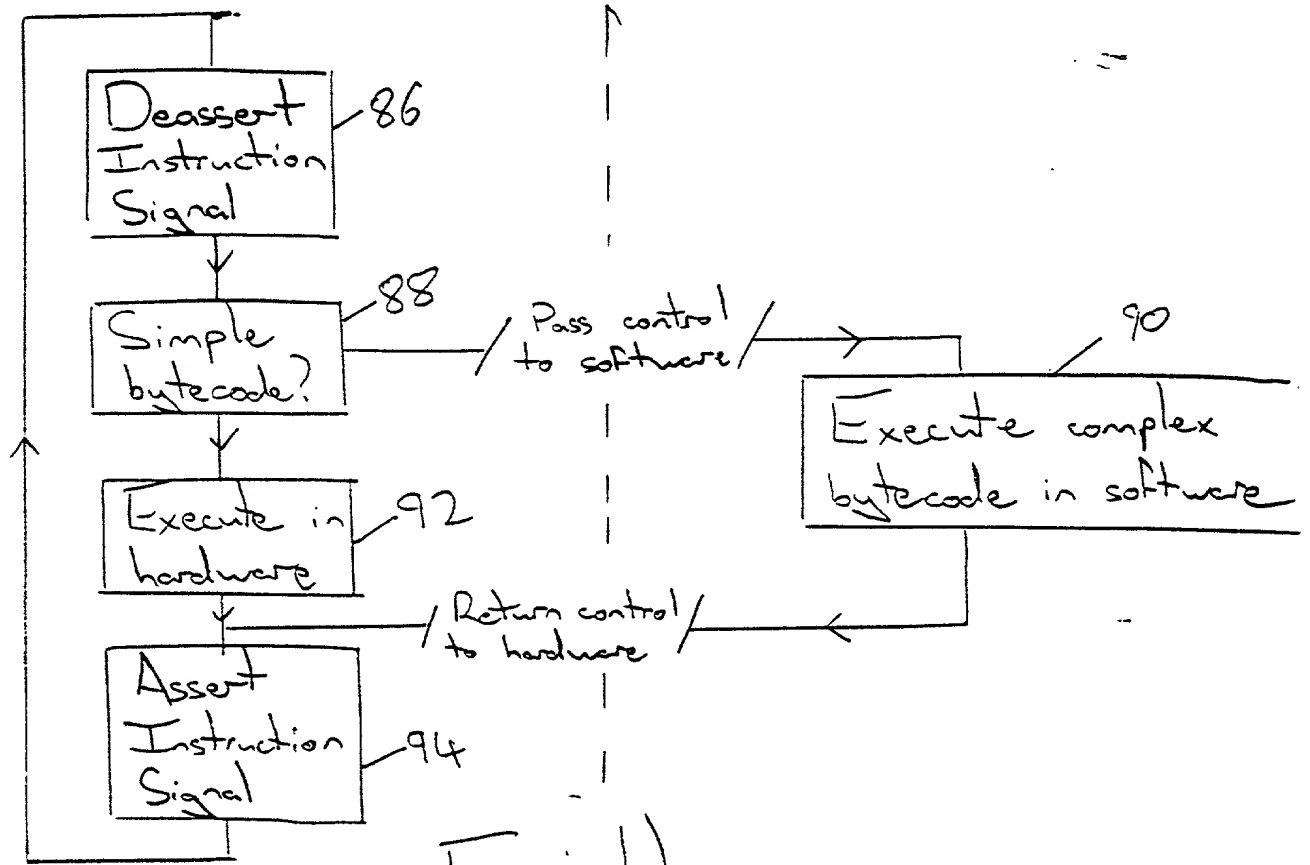 Deassert
Instruction
Signal
86
Simple
bytecode?
88
Pass control
to software
90
Execute complex
bytecode in software
Execute in
hardware
92
Return control
to hardware
Assert
Instruction
Signal
94